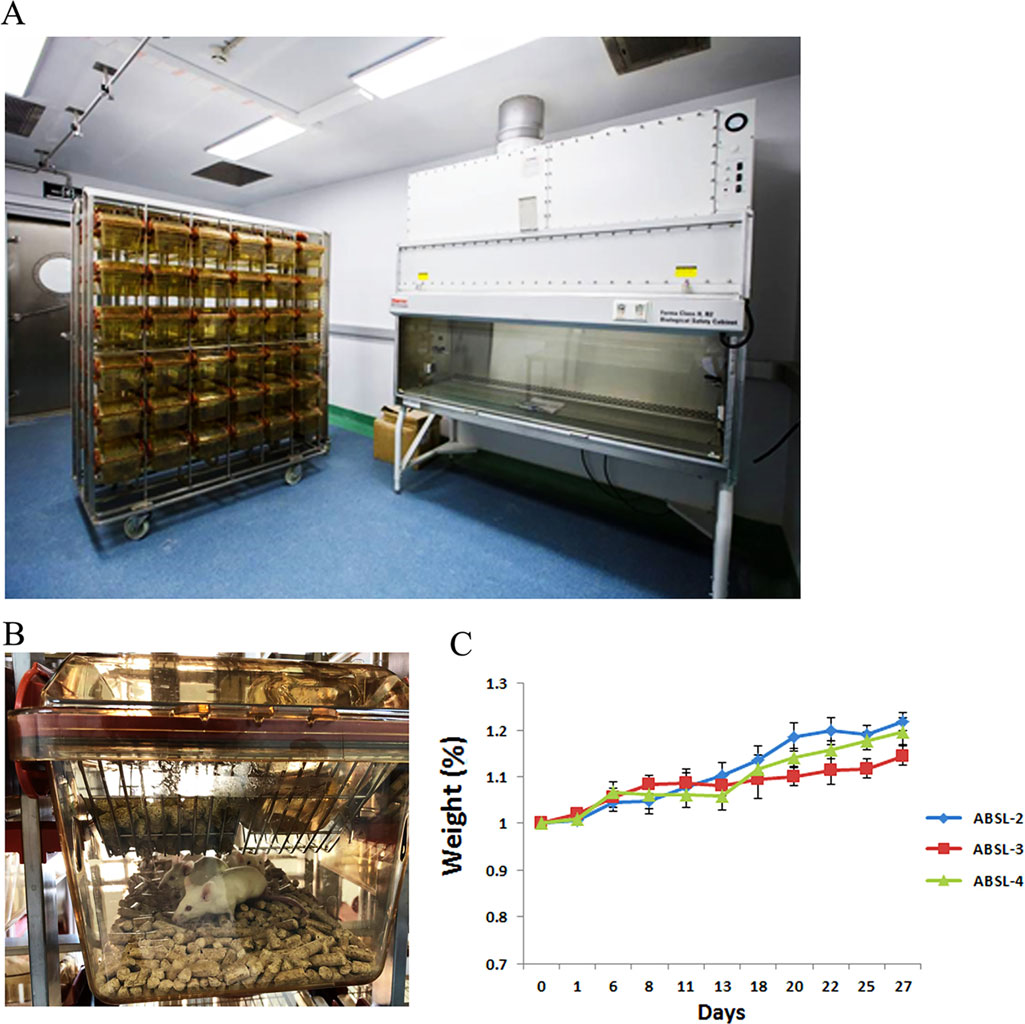 A
Forma Class II, B2
Biological Safety Cabinet
B
C
Weight (%)
1.3
1.2
1.1
1
0.9
0.8
0.7
0 1 6 8 11 13 18 20 22 25 27
Days
ABSL-2
ABSL-3
ABSL-4